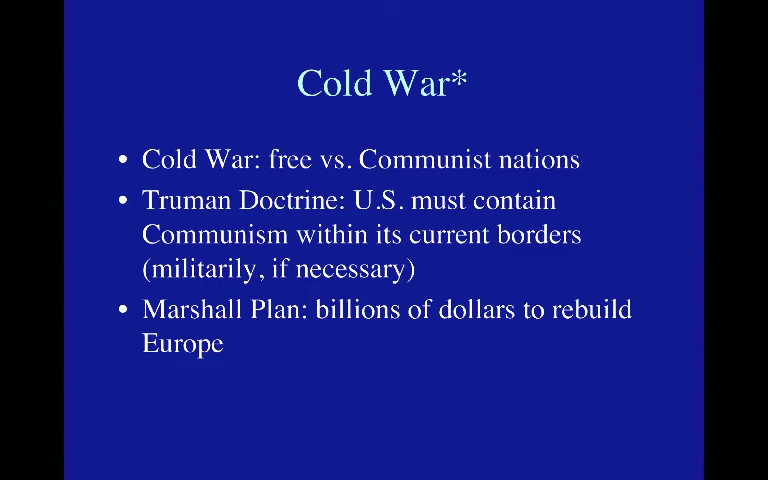 Cold War*
• Cold War: free vs. Communist nations
• Truman Doctrine: U.S. must contain
Communism within its current borders
(militarily, if necessary)
• Marshall Plan: billions of dollars to rebuild
Europe